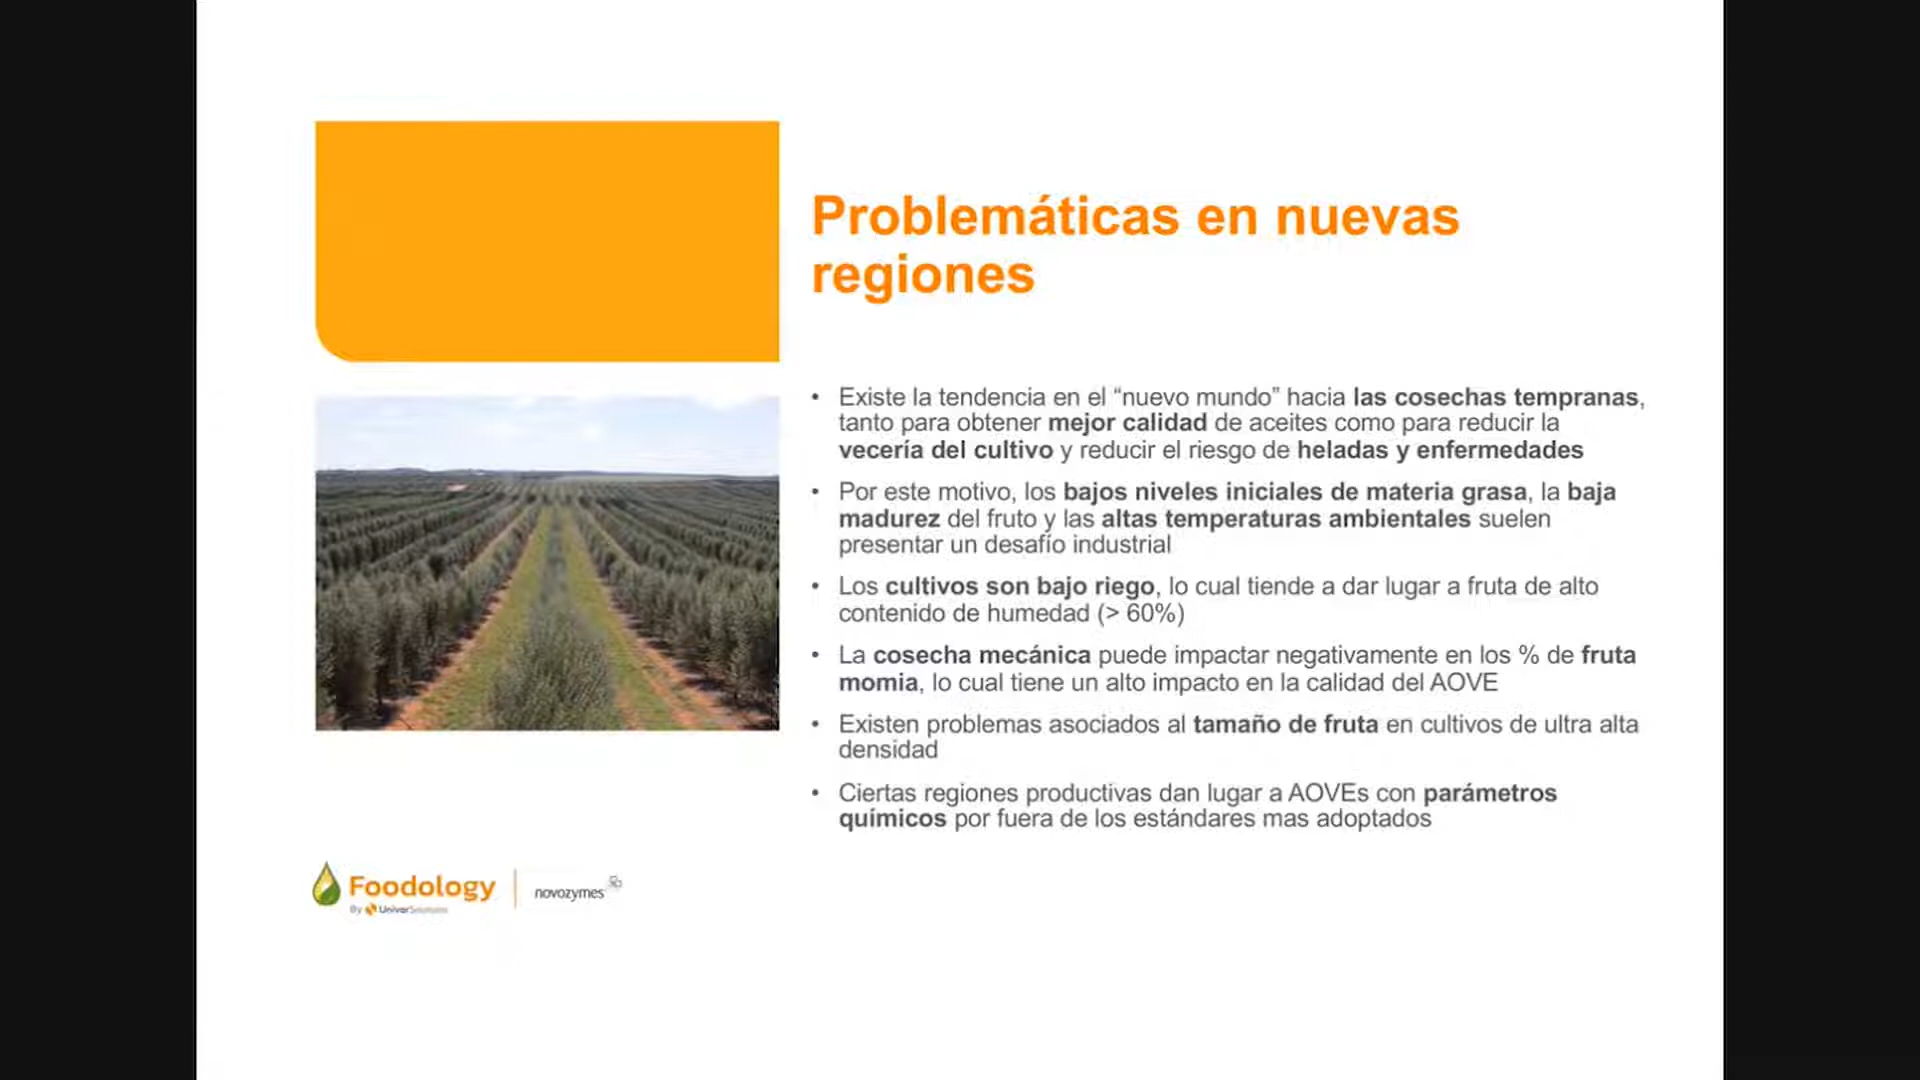 Problemáticas en nuevas
regiones
• Existe la tendencia en el “nuevo mundo” hacia las cosechas tempranas,
tanto para obtener mejor calidad de aceites como para reducir la
vecería del cultivo y reducir el riesgo de heladas y enfermedades
• Por este motivo, los bajos niveles iniciales de materia grasa, la baja
madurez del fruto y las altas temperaturas ambientales suelen
presentar un desafío industrial
• Los cultivos son bajo riego, lo cual tiende a dar lugar a fruta de alto
contenido de humedad (> 60%)
• La cosecha mecánica puede impactar negativamente en los % de fruta
momia, lo cual tiene un alto impacto en la calidad del AOVE
• Existen problemas asociados al tamaño de fruta en cultivos de ultra alta
densidad
• Ciertas regiones productivas dan lugar a AOVEs con parámetros
químicos por fuera de los estándares mas adoptados
Foodology
By Univar Solutions
novozymes